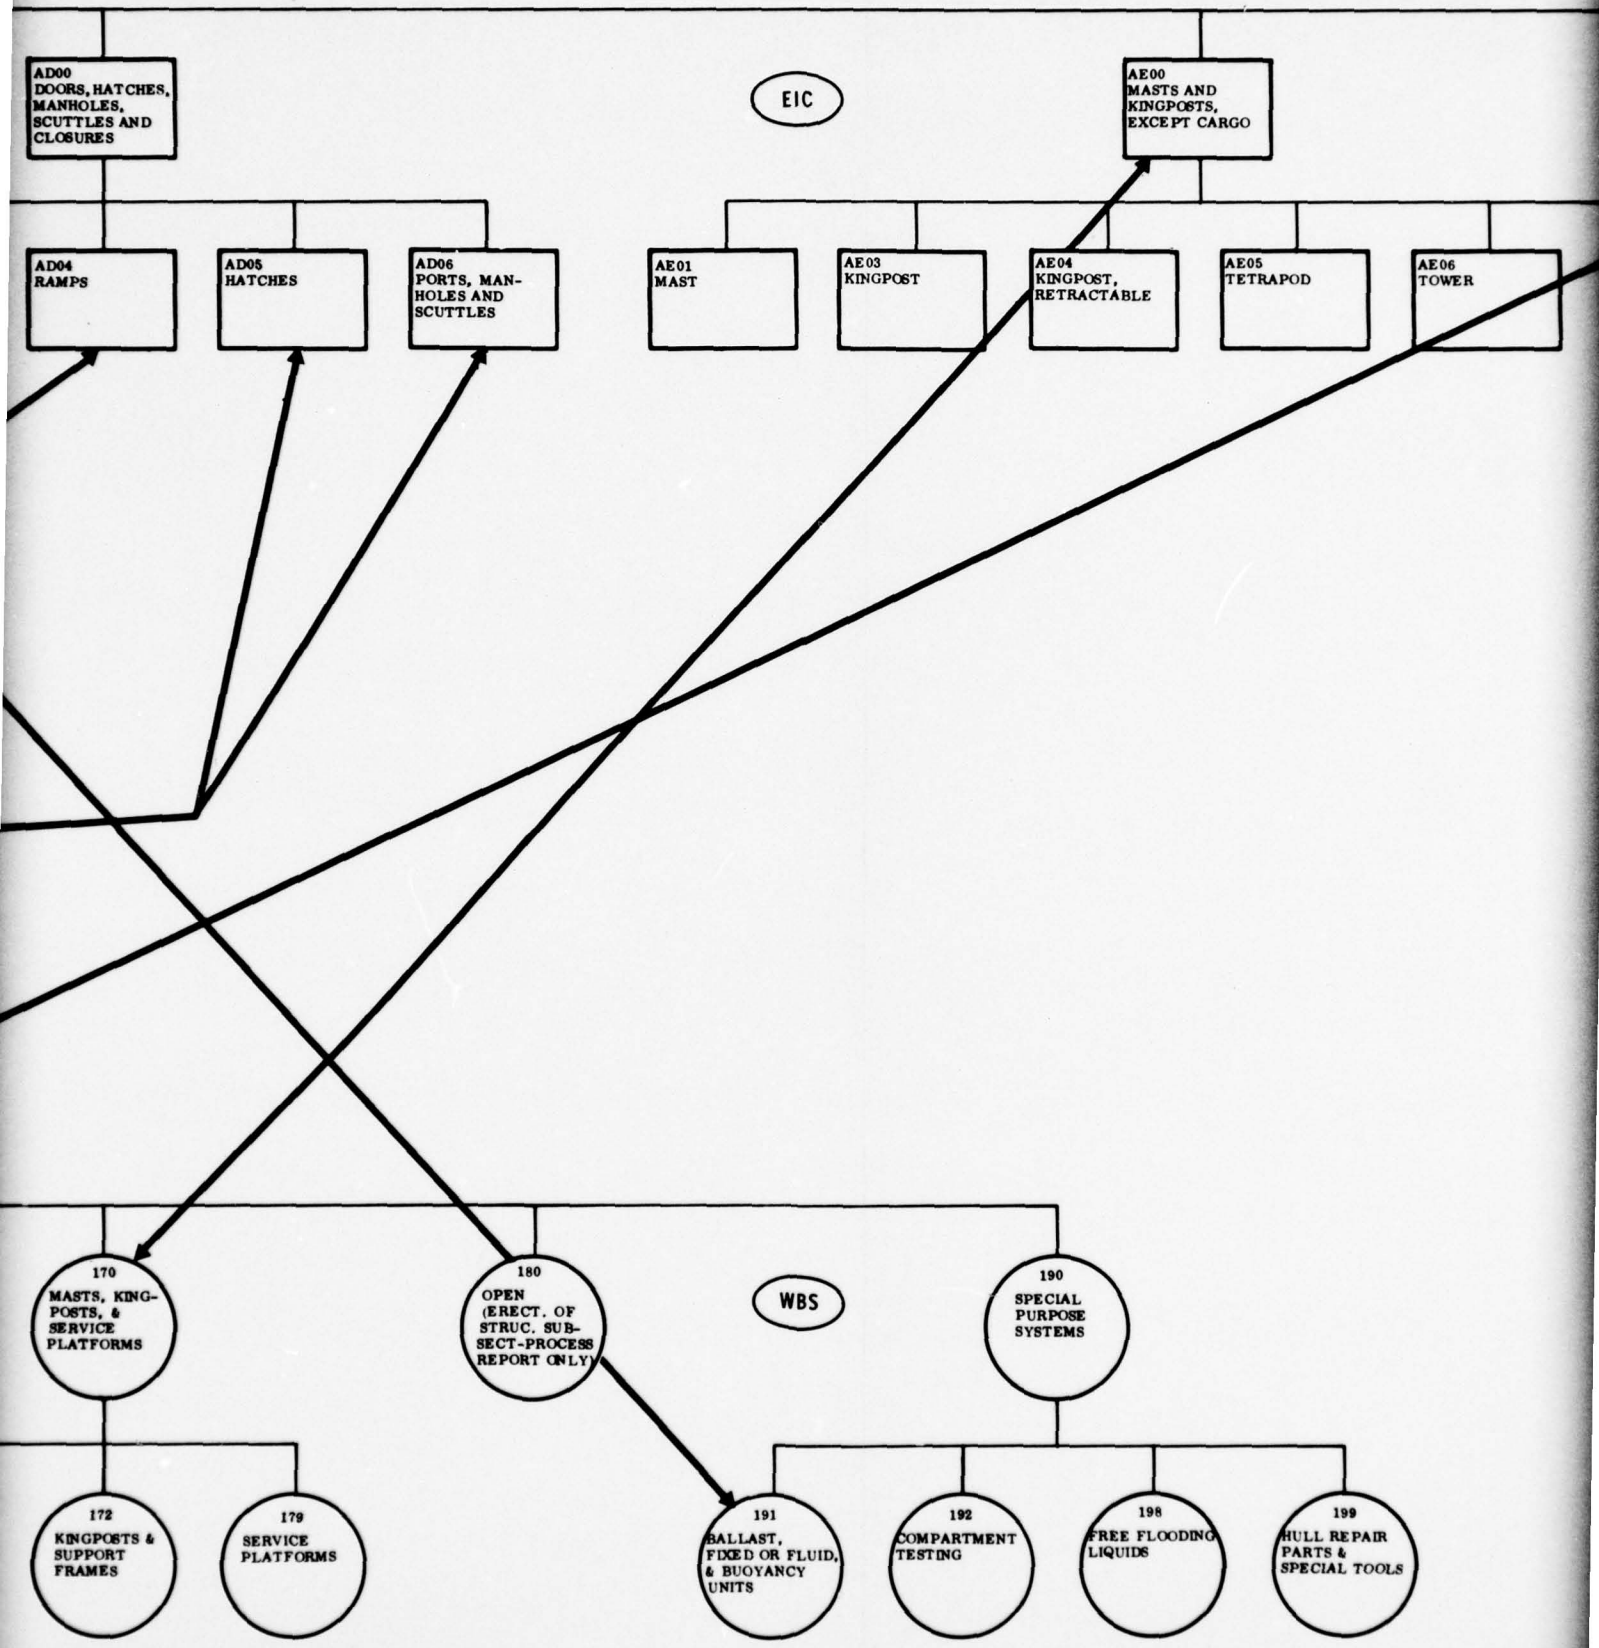 AD00
DOORS, HATCHES,
MANHOLES,
SCUTTLES AND
CLOSURES
EIC
AE00
MASTS AND
KINGPOSTS,
EXCEPT CARGO
AD04
RAMPS
AD05
HATCHES
AD06
PORTS, MAN-
HOLES AND
SCUTTLES
AE01
MAST
AE03
KINGPOST
AE04
KINGPOST,
RETRACTABLE
AE05
TETRAPOD
AE06
TOWER
170
MASTS, KING-
POSTS, &
SERVICE
PLATFORMS
180
OPEN
(ERECT. OF
STRUC. SUB-
SECT-PROCESS
REPORT ONLY)
WBS
190
SPECIAL
PURPOSE
SYSTEMS
172
KINGPOSTS &
SUPPORT
FRAMES
179
SERVICE
PLATFORMS
191
BALLAST,
FIXED OR FLUID,
& BUOYANCY
UNITS
192
COMPARTMENT
TESTING
198
FREE FLOODING
LIQUIDS
199
HULL REPAIR
PARTS &
SPECIAL TOOLS